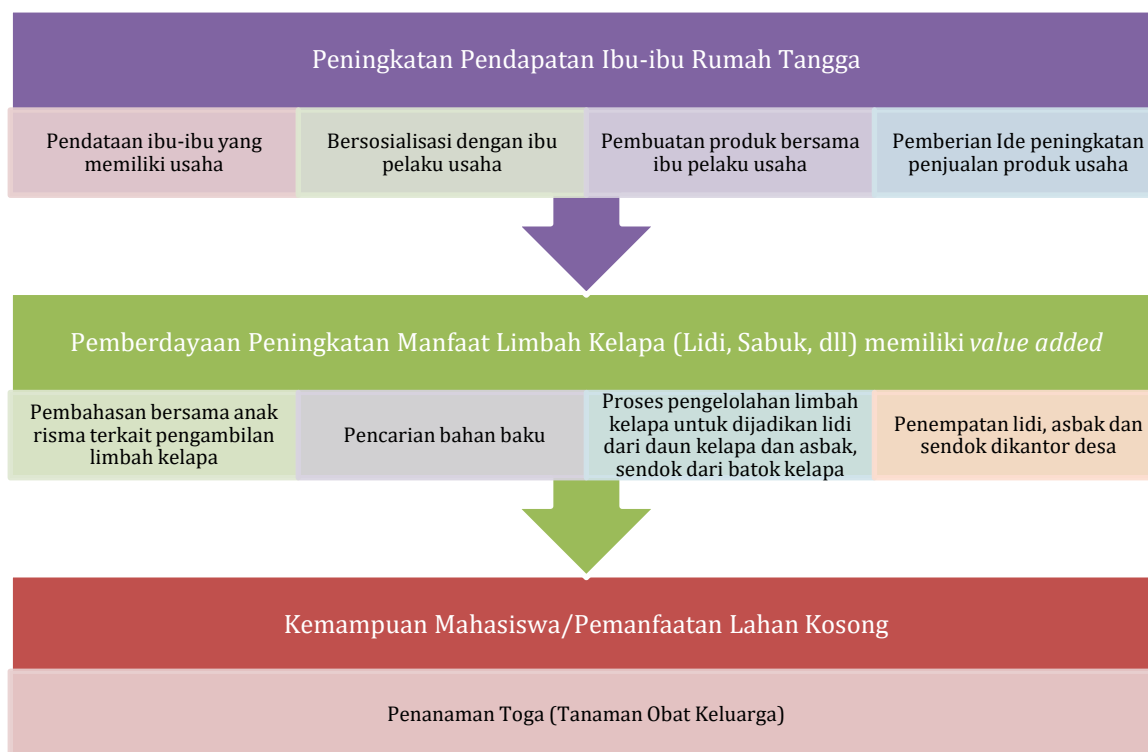 Peningkatan Pendapatan Ibu-ibu Rumah Tangga
Pendataan ibu-ibu yang
memiliki usaha
Bersosialisasi dengan ibu
pelaku usaha
Pembuatan produk bersama
ibu pelaku usaha
Pemberian Ide peningkatan
penjualan produk usaha
Pemberdayaan Peningkatan Manfaat Limbah Kelapa (Lidi, Sabuk, dll) memiliki value added
Pembahasan bersama anak
risma terkait pengambilan
limbah kelapa
Pencarian bahan baku
Proses pengelolahan limbah
kelapa untuk dijadikan lidi
dari daun kelapa dan asbak,
sendok dari batok kelapa
Penempatan lidi, asbak dan
sendok dikantor desa
Kemampuan Mahasiswa/Pemanfaatan Lahan Kosong
Penanaman Toga (Tanaman Obat Keluarga)